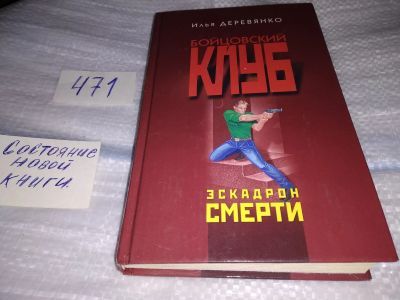 Илья ДЕРЕВЯНКО
БОЙЦОВСКИЙ
КЛУБ
ЭСКАДРОН
СМЕРТИ
471
Состояние
новой
книги.